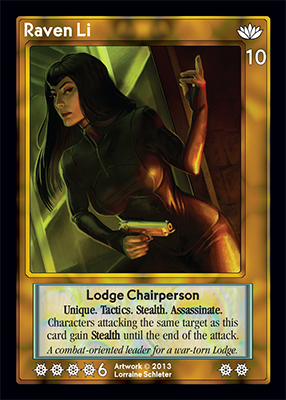 Raven Li
10
Lodge Chairperson
Unique. Tactics. Stealth. Assassinate.
Characters attacking the same target as this
card gain Stealth until the end of the attack.
A combat-oriented leader for a war-torn Lodge.
6
Artwork © 2013
Lorraine Schleter